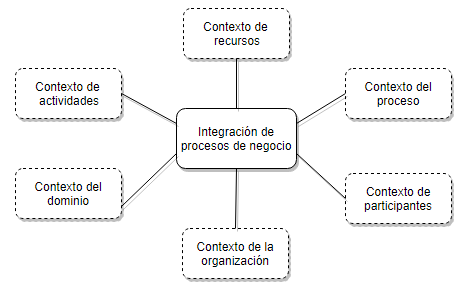 Contexto de
recursos
Contexto de
actividades
Contexto del
proceso
Integración de
procesos de negocio
Contexto del
dominio
Contexto de
participantes
Contexto de la
organización